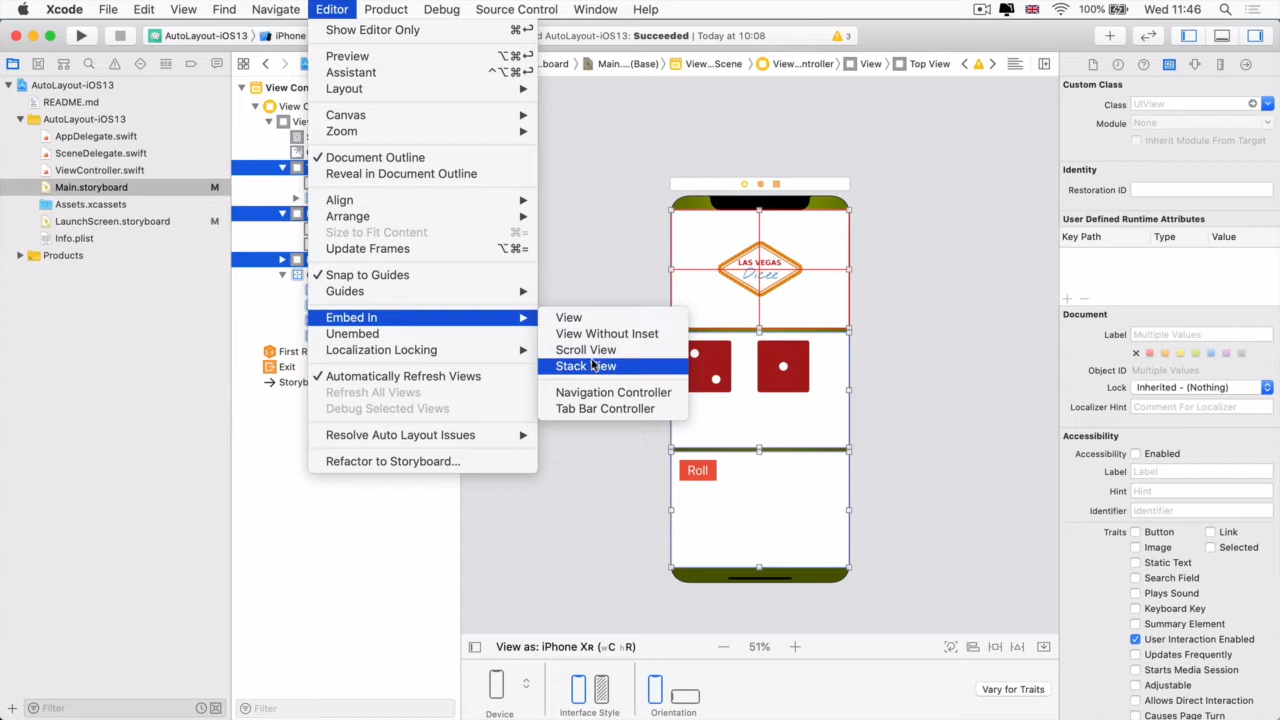 Xcode File Edit View Find Navigate Editor Product Debug Source Control Window Help 100% Wed 11:46
AutoLayout-iOS13 iPhone
AutoLayout-iOS13: Succeeded | Today at 10:08 3
Main....(Base) View...Scene View...ntroller View Top View
AutoLayout-iOS13
README.md
AutoLayout-iOS13
AppDelegate.swift
SceneDelegate.swift
ViewController.swift
Main.storyboard M
Assets.xcassets
LaunchScreen.storyboard M
Info.plist
Products
Filter
View Con
View C
View
First R
Exit
Storyb
Filter
Show Editor Only ⌘↩
Preview ⌥⌘↩
Assistant ^⌥⌘↩
Layout
Canvas
Zoom
✓ Document Outline
Reveal in Document Outline
Align
Arrange
Size to Fit Content ⌘=
Update Frames ⌥⌘=
✓ Snap to Guides
Guides
Embed In
Unembed
Localization Locking
✓ Automatically Refresh Views
Refresh All Views
Debug Selected Views
Resolve Auto Layout Issues
Refactor to Storyboard...
View
View Without Inset
Scroll View
Stack View
Navigation Controller
Tab Bar Controller
LAS VEGAS
Dicee
Roll
View as: iPhone XR (wC hR)
51%
Device
Interface Style
Orientation
Vary for Traits
Custom Class
Class UIView
Module None
Inherit Module From Target
Identity
Restoration ID
User Defined Runtime Attributes
Key Path Type Value
Document
Label Multiple Values
Object ID Multiple Values
Lock Inherited - (Nothing)
Localizer Hint Comment For Localizer
Accessibility
Accessibility Enabled
Label Label
Hint Hint
Identifier Identifier
Traits Button Link
Image Selected
Static Text
Search Field
Plays Sound
Keyboard Key
Summary Element
User Interaction Enabled
Updates Frequently
Starts Media Session
Adjustable
Allows Direct Interaction
Causes Page Turn